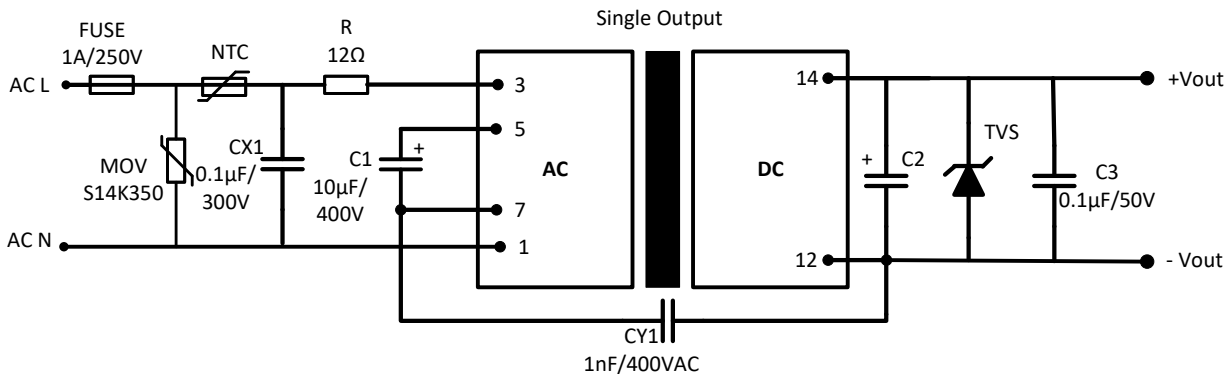 Single Output
FUSE
1A/250V
NTC
R
12Ω
AC L
3
14
+Vout
5
TVS
MOV
S14K350
CX1
0.1µF/
300V
C1
+
10µF/
400V
AC
DC
+
C2
C3
0.1µF/50V
7
AC N
1
12
- Vout
CY1
1nF/400VAC